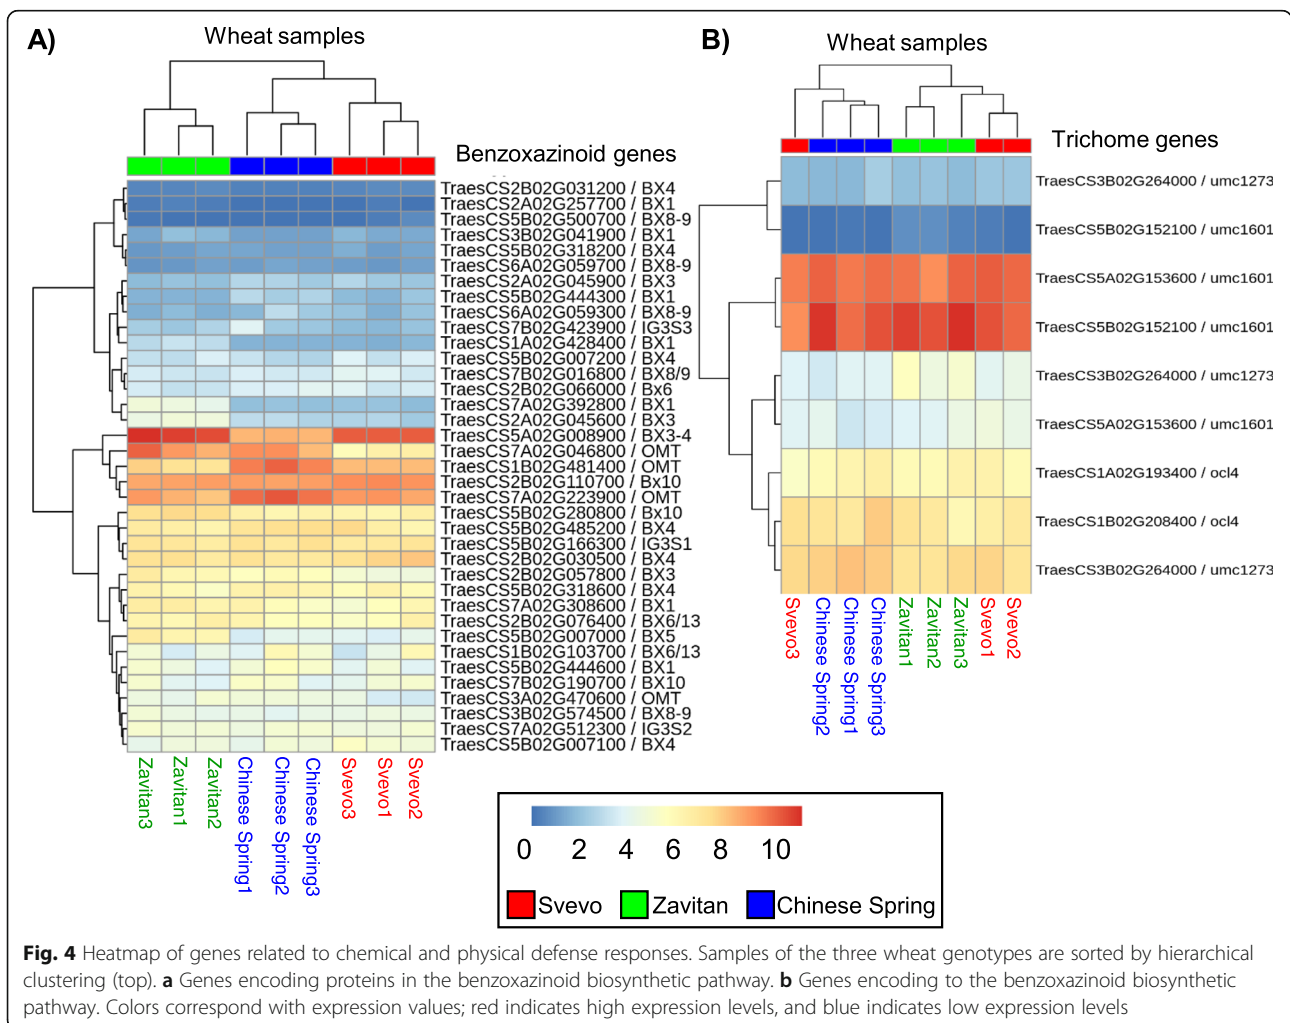 A)
Wheat samples
Benzoxazinoid genes
TraesCS2B02G031200 / BX4
TraesCS2A02G257700 / BX1
TraesCS5B02G500700 / BX8-9
TraesCS3B02G041900 / BX1
TraesCS5B02G318200 / BX4
TraesCS6A02G059700 / BX8-9
TraesCS2A02G045900 / BX3
TraesCS5B02G444300 / BX1
TraesCS6A02G059300 / BX8-9
TraesCS7B02G423900 / IG3S3
TraesCS1A02G428400 / BX1
TraesCS5B02G007200 / BX4
TraesCS7B02G016800 / BX8/9
TraesCS2B02G066000 / Bx6
TraesCS7A02G392800 / BX1
TraesCS2A02G045600 / BX3
TraesCS5A02G008900 / BX3-4
TraesCS7A02G046800 / OMT
TraesCS1B02G481400 / OMT
TraesCS2B02G110700 / Bx10
TraesCS7A02G223900 / OMT
TraesCS5B02G280800 / Bx10
TraesCS5B02G485200 / BX4
TraesCS5B02G166300 / IG3S1
TraesCS2B02G030500 / BX4
TraesCS2B02G057800 / BX3
TraesCS5B02G318600 / BX4
TraesCS7A02G308600 / BX1
TraesCS2B02G076400 / BX6/13
TraesCS5B02G007000 / BX5
TraesCS1B02G103700 / BX6/13
TraesCS5B02G444600 / BX1
TraesCS7B02G190700 / BX10
TraesCS3A02G470600 / OMT
TraesCS3B02G574500 / BX8-9
TraesCS7A02G512300 / IG3S2
TraesCS5B02G007100 / BX4
Zavitan3
Zavitan1
Zavitan2
Chinese Spring1
Chinese Spring2
Chinese Spring3
Svevo3
Svevo1
Svevo2
B)
Wheat samples
Trichome genes
TraesCS3B02G264000 / umc1273
TraesCS5B02G152100 / umc1601
TraesCS5A02G153600 / umc1601
TraesCS5B02G152100 / umc1601
TraesCS3B02G264000 / umc1273
TraesCS5A02G153600 / umc1601
TraesCS1A02G193400 / ocl4
TraesCS1B02G208400 / ocl4
TraesCS3B02G264000 / umc1273
Svevo3
Chinese Spring2
Chinese Spring1
Chinese Spring3
Zavitan1
Zavitan2
Zavitan3
Svevo1
Svevo2
0 2 4 6 8 10
Svevo Zavitan Chinese Spring
Fig. 4 Heatmap of genes related to chemical and physical defense responses. Samples of the three wheat genotypes are sorted by hierarchical
clustering (top). a Genes encoding proteins in the benzoxazinoid biosynthetic pathway. b Genes encoding to the benzoxazinoid biosynthetic
pathway. Colors correspond with expression values; red indicates high expression levels, and blue indicates low expression levels